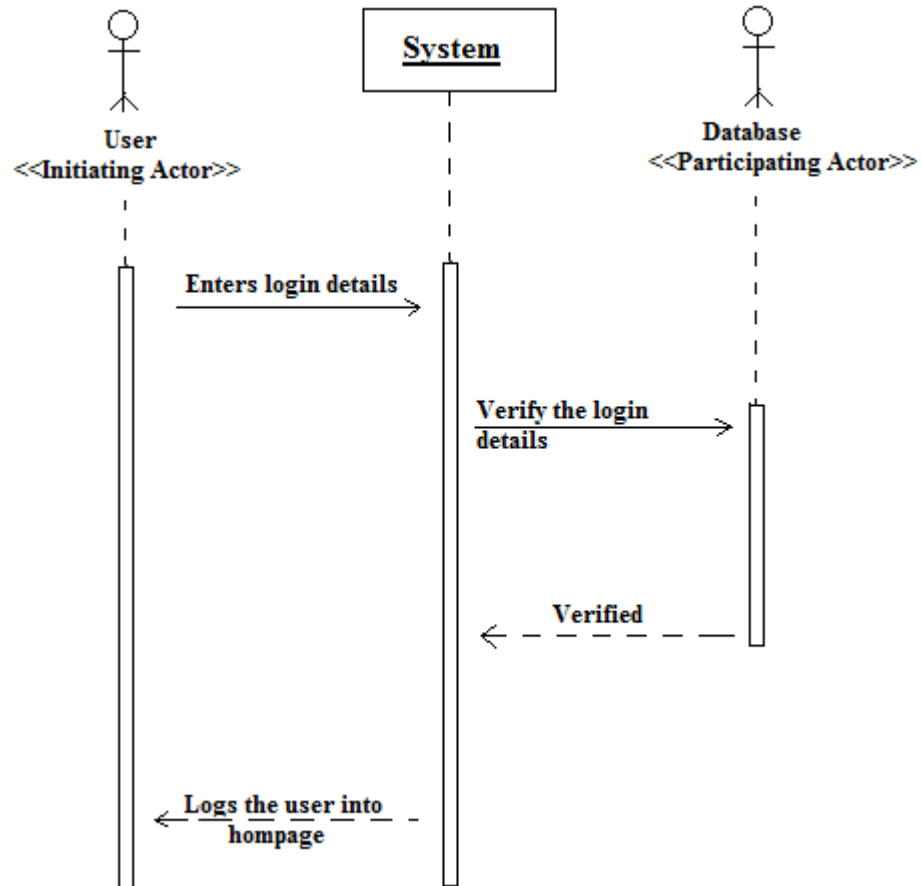 System
User
<<Initiating Actor>>
Database
<<Participating Actor>>
Enters login details
Verify the login
details
Verified
Logs the user into
hompage